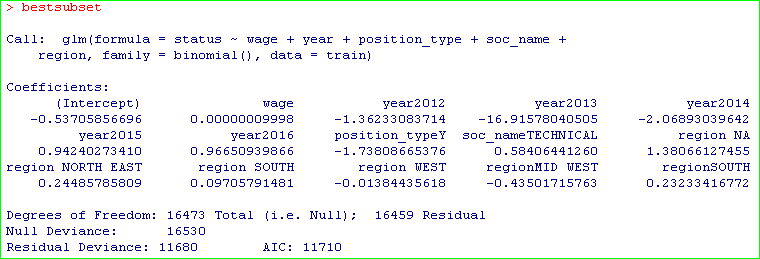 > bestsubset
Call:  glm(formula = status ~ wage + year + position_type + soc_name +
    region, family = binomial(), data = train)
Coefficients:
       (Intercept)                wage            year2012            year2013            year2014
    -0.53705856696       0.00000009998      -1.36233083714     -16.91578040505      -2.06893039642
          year2015            year2016      position_typeY   soc_nameTECHNICAL           region NA
     0.94240273410       0.96650939866      -1.73808665376       0.58406441260       1.38066127455
 region NORTH EAST        region SOUTH         region WEST      regionMID WEST         regionSOUTH
     0.24485785809       0.09705791481      -0.01384435618      -0.43501715763       0.23233416772
Degrees of Freedom: 16473 Total (i.e. Null);  16459 Residual
Null Deviance:      16530
Residual Deviance: 11680     AIC: 11710